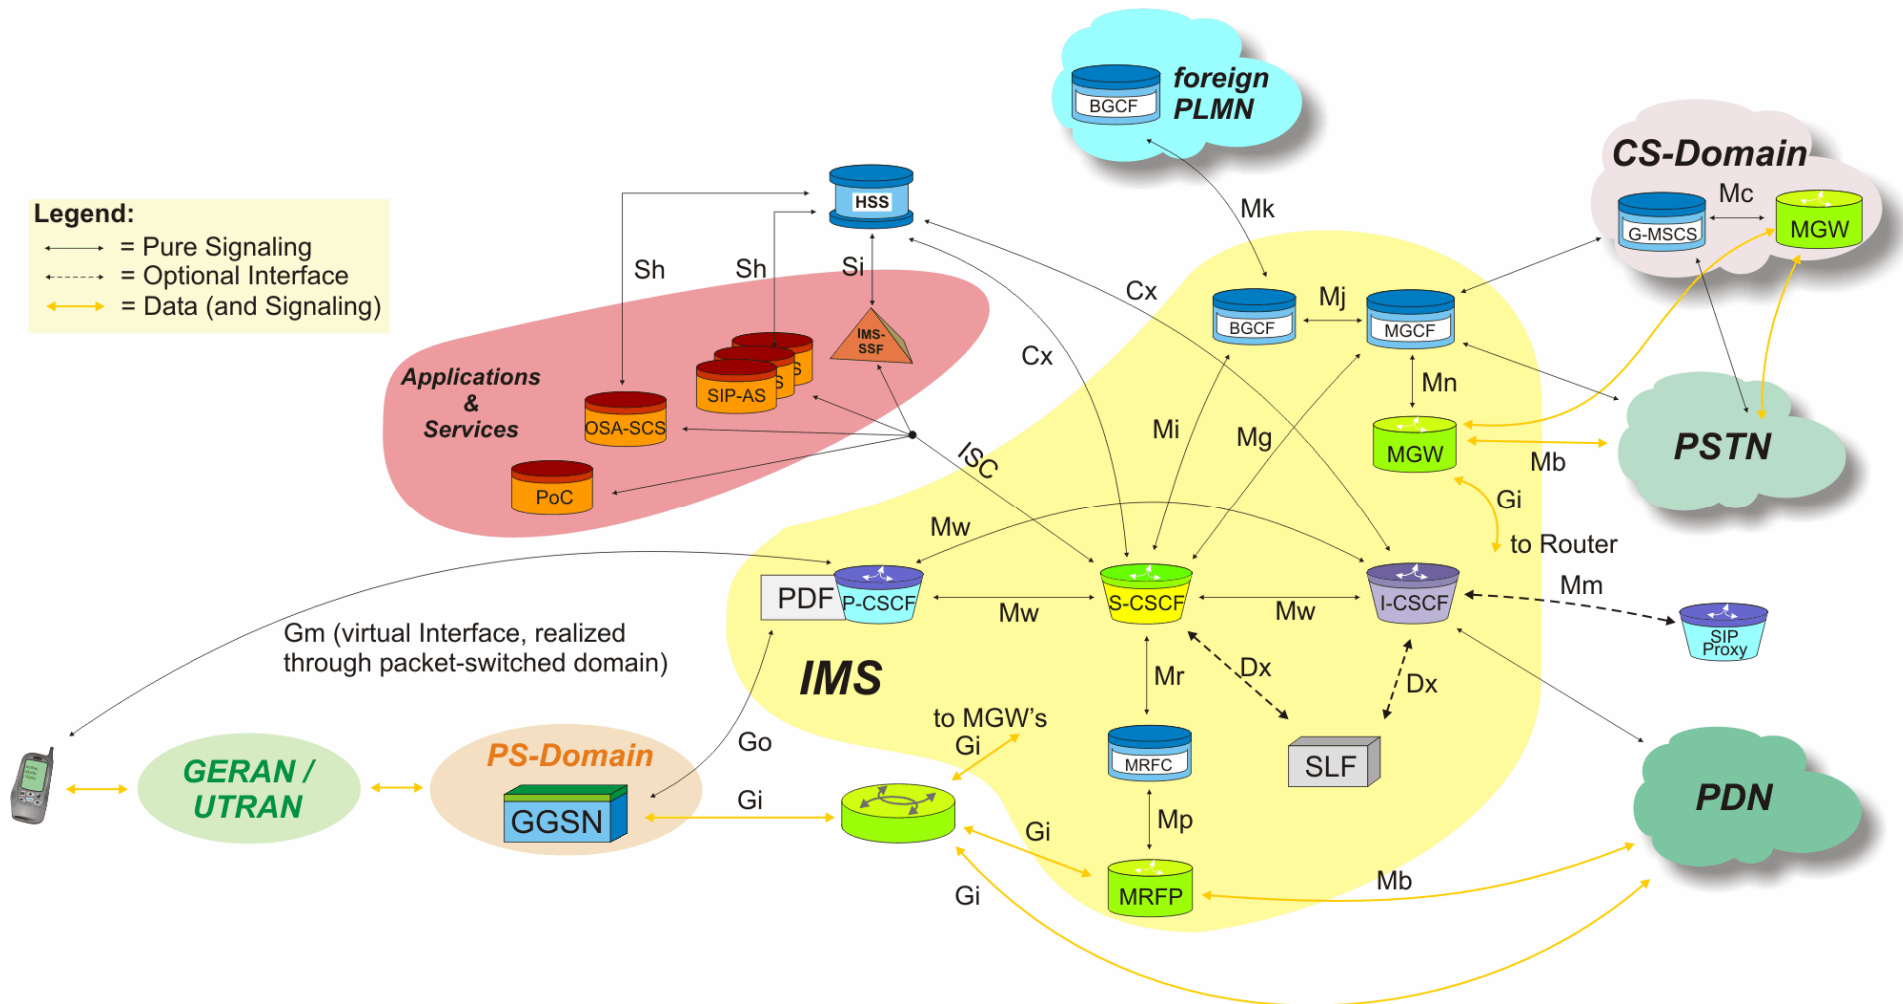 foreign
PLMN
BGCF
CS-Domain
Mc
G-MSCS
MGW
HSS
Legend:
= Pure Signaling
= Optional Interface
= Data (and Signaling)
Mk
Sh
Sh
Si
Cx
Cx
Mj
BGCF
MGCF
IMS-
SSF
Applications
&
Services
SIP-AS
S
S
OSA-SCS
PoC
ISC
Mi
Mg
Mn
MGW
Mb
PSTN
Gi
to Router
Mw
PDF
P-CSCF
Mw
S-CSCF
Mw
I-CSCF
Mm
SIP
Proxy
Gm (virtual Interface, realized
through packet-switched domain)
IMS
Mr
Dx
Dx
to MGW's
Gi
Go
MRFC
SLF
GERAN /
UTRAN
PS-Domain
GGSN
Gi
Gi
Mp
MRFP
Mb
PDN
Gi